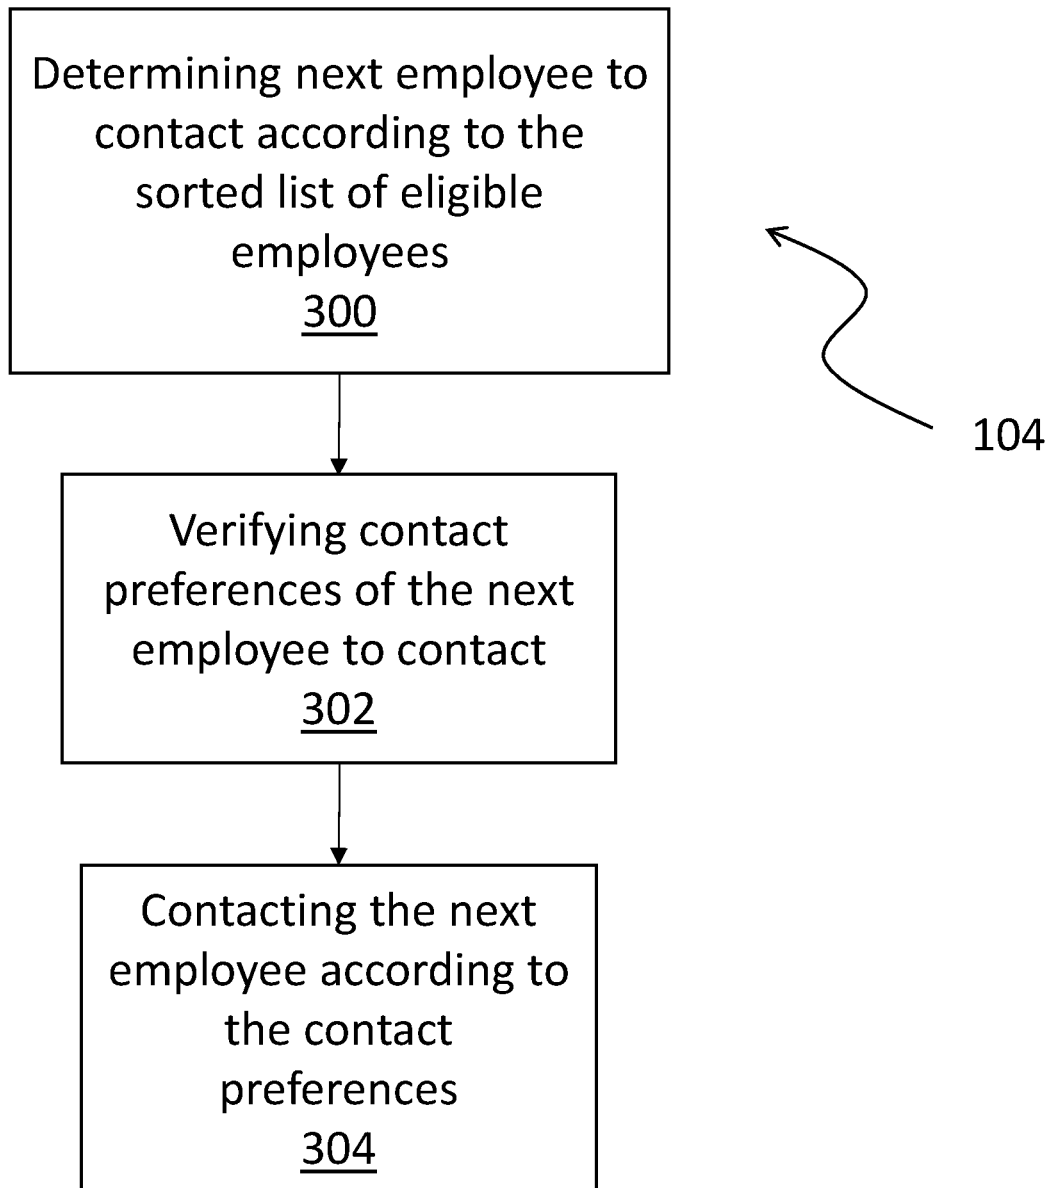 Determining next employee to
contact according to the
sorted list of eligible
employees
300
104
Verifying contact
preferences of the next
employee to contact
302
Contacting the next
employee according to
the contact
preferences
304